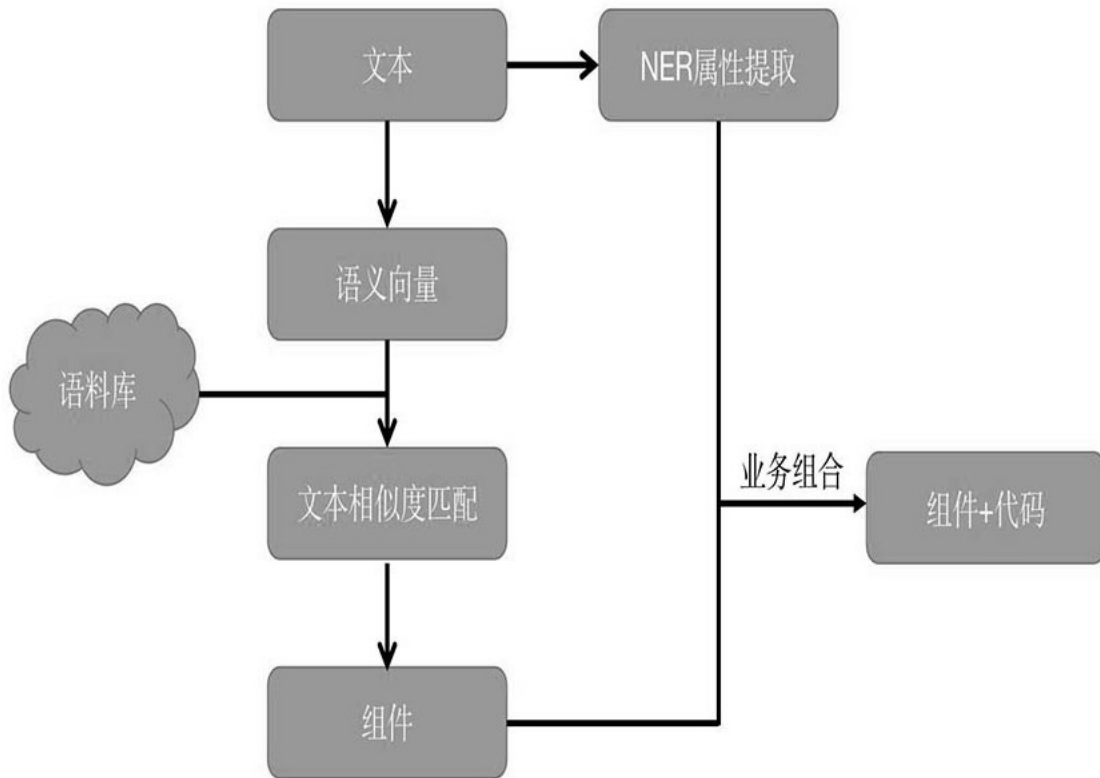 文本
NER属性提取
语义向量
语料库
文本相似度匹配
业务组合
组件+代码
组件